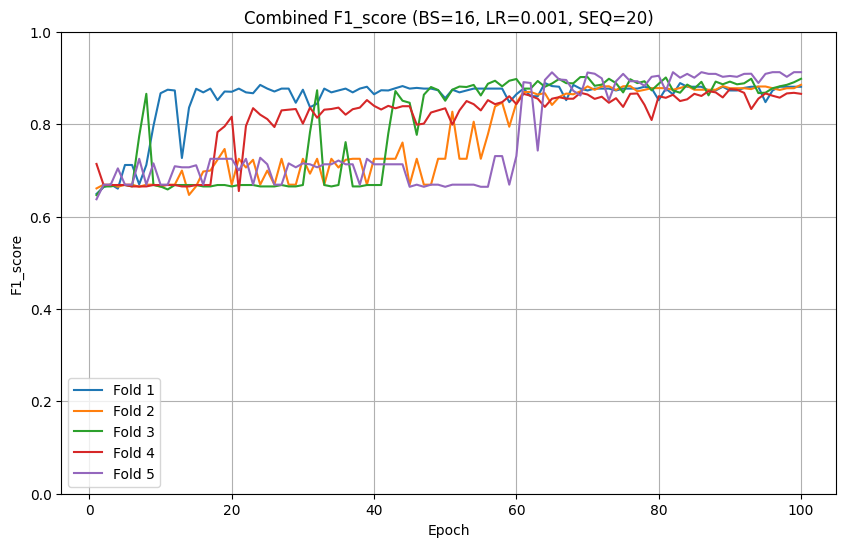 Combined F1_score (BS=16, LR=0.001, SEQ=20)
1.0
0.8
0.6
0.4
0.2
0.0
F1_score
Fold 1
Fold 2
Fold 3
Fold 4
Fold 5
0 20 40 60 80 100
Epoch